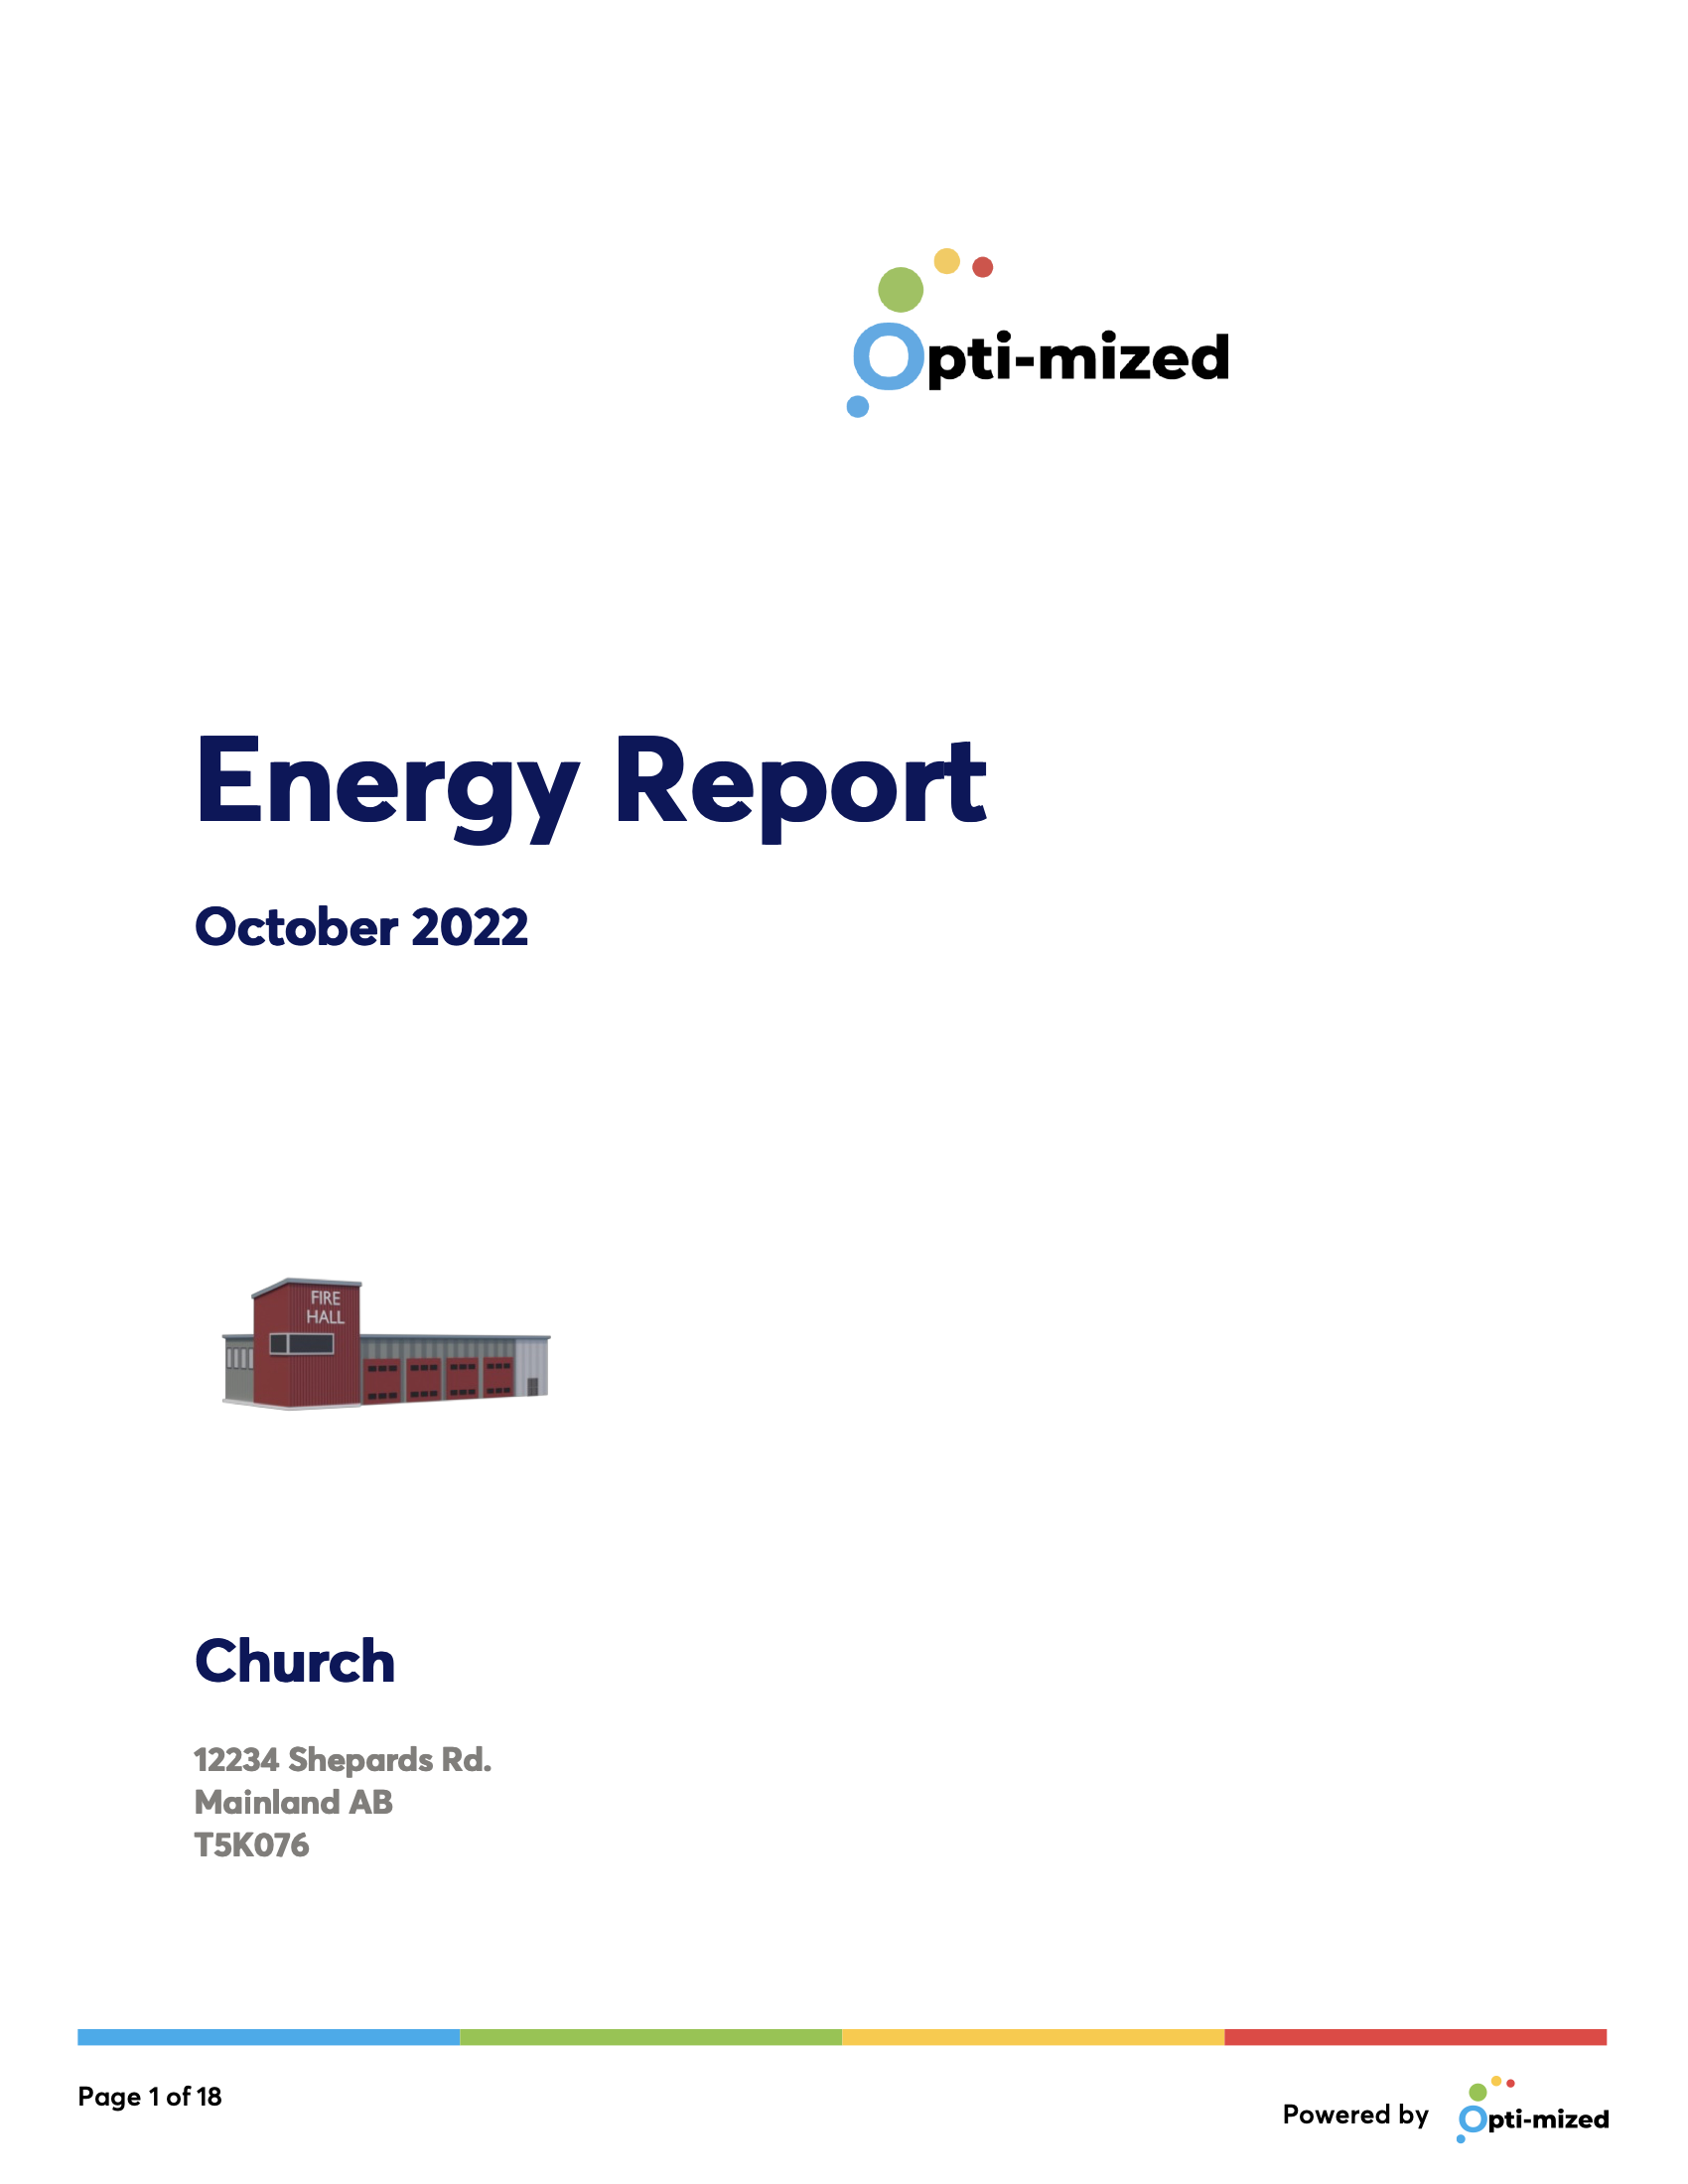 Opti-mized
Energy Report
October 2022
FIRE
HALL
Church
12234 Shepards Rd.
Mainland AB
T5K076
Page 1 of 18
Powered by Opti-mized